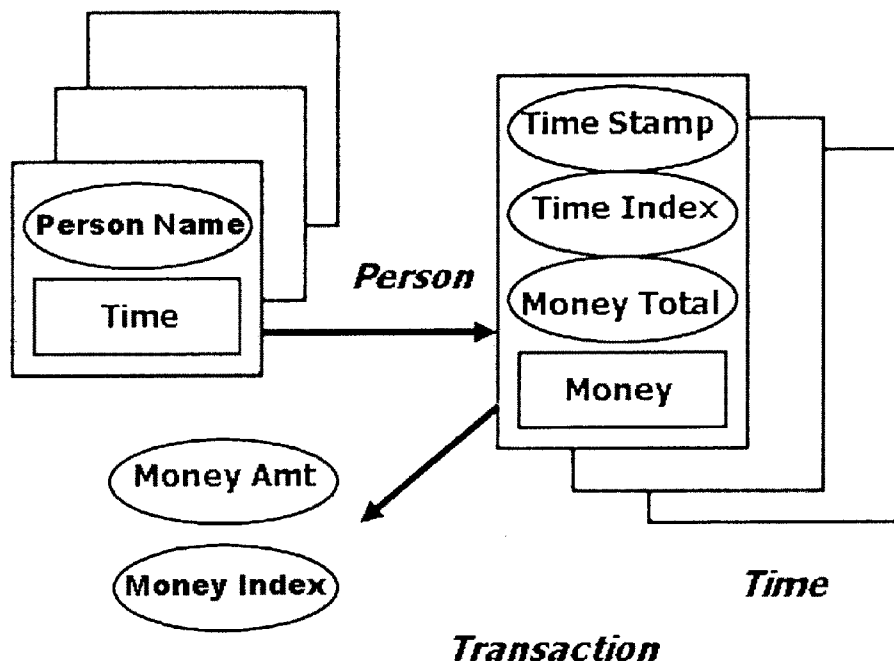 Person Name
Time
Person
Time Stamp
Time Index
Money Total
Money
Money Amt
Money Index
Time
Transaction